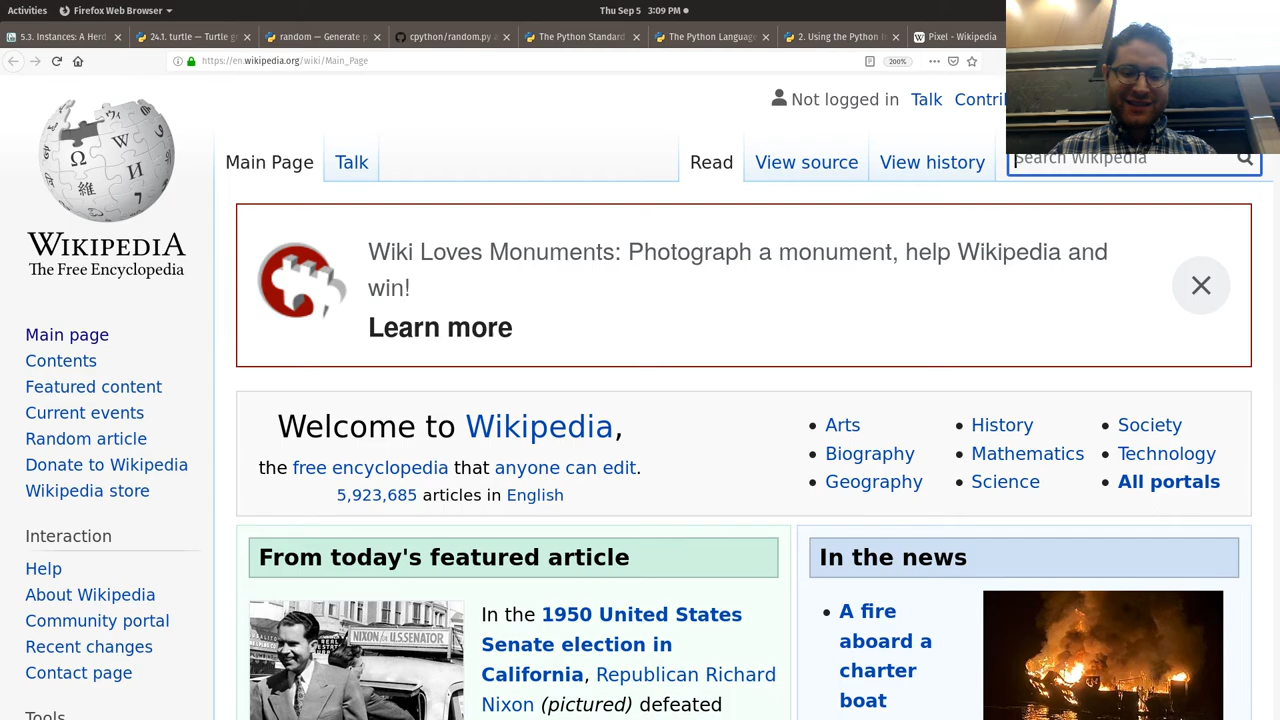 Activities Firefox Web Browser Thu Sep 5 3:09 PM
5.3. Instances: A Herd 24.1. turtle — Turtle g random — Generate p cpython/random.py a The Python Standard The Python Languag 2. Using the Python Pixel - Wikipedia
https://en.wikipedia.org/wiki/Main_Page 200%
Not logged in Talk Contri
Main Page Talk Read View source View history Search Wikipedia
WIKIPEDIA
The Free Encyclopedia
Wiki Loves Monuments: Photograph a monument, help Wikipedia and
win!
Learn more
Main page
Contents
Featured content
Current events
Random article
Donate to Wikipedia
Wikipedia store
Interaction
Help
About Wikipedia
Community portal
Recent changes
Contact page
Tools
Welcome to Wikipedia,
the free encyclopedia that anyone can edit.
5,923,685 articles in English
Arts
Biography
Geography
History
Mathematics
Science
Society
Technology
All portals
From today's featured article
NIXON for U.S. SENATOR
In the 1950 United States
Senate election in
California, Republican Richard
Nixon (pictured) defeated
In the news
A fire
aboard a
charter
boat